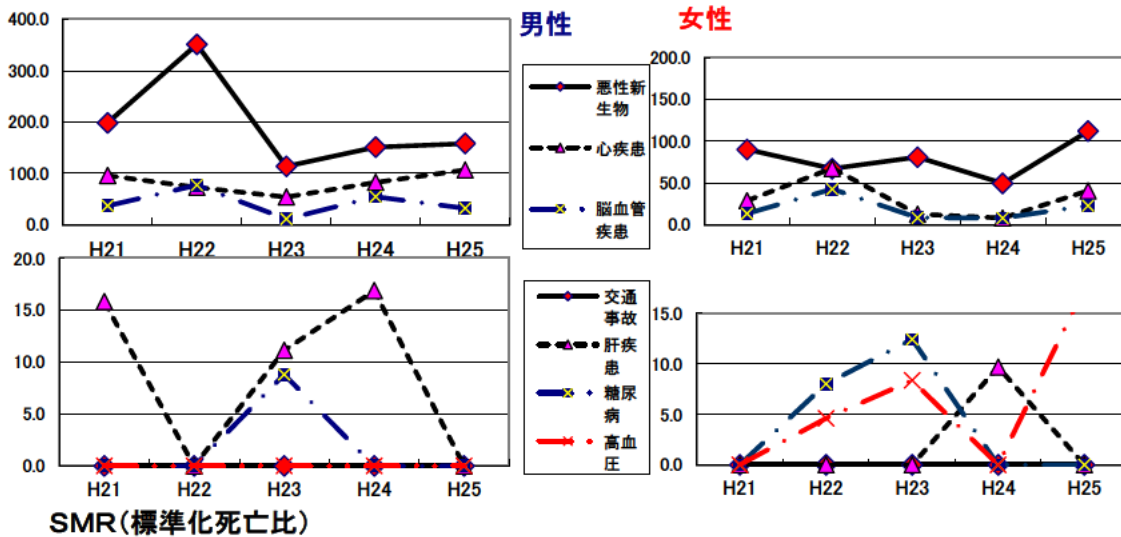 男性
女性
400.0
300.0
200.0
100.0
0.0
H21 H22 H23 H24 H25
悪性新
生物
心疾患
脳血管
疾患
200.0
150.0
100.0
50.0
0.0
H21 H22 H23 H24 H25
20.0
15.0
10.0
5.0
0.0
H21 H22 H23 H24 H25
交通
事故
肝疾
患
糖尿
病
高血
圧
15.0
10.0
5.0
0.0
H21 H22 H23 H24 H25
SMR(標準化死亡比)